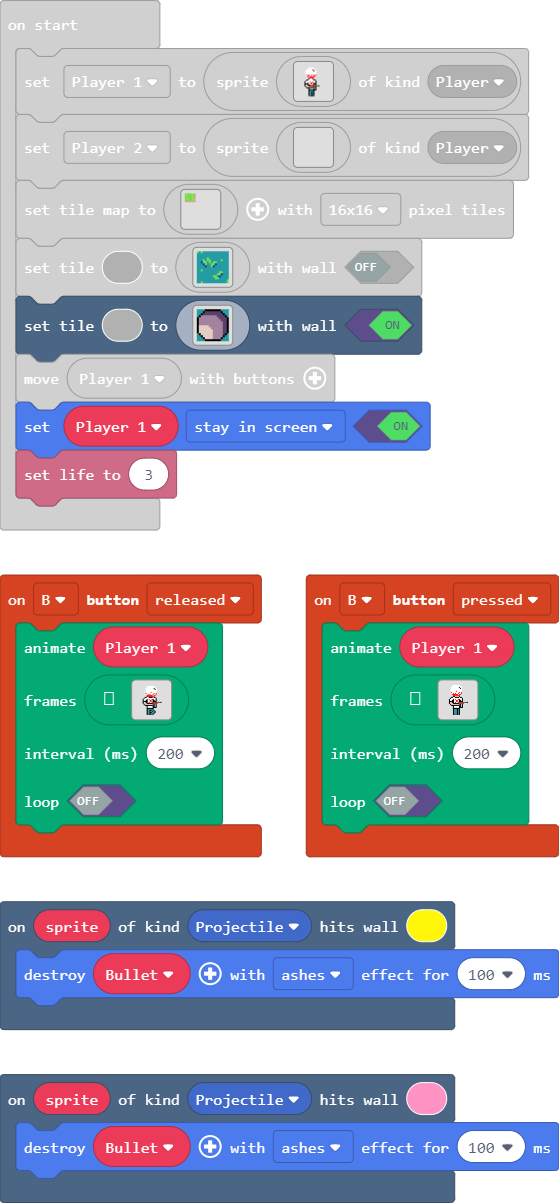 on start
set Player 1 to sprite of kind Player
set Player 2 to sprite of kind Player
set tile map to with 16x16 pixel tiles
set tile to with wall OFF
set tile to with wall ON
move Player 1 with buttons
set Player 1 stay in screen ON
set life to 3
on B button released
animate Player 1
frames
interval (ms) 200
loop OFF
on B button pressed
animate Player 1
frames
interval (ms) 200
loop OFF
on sprite of kind Projectile hits wall
destroy Bullet with ashes effect for 100 ms
on sprite of kind Projectile hits wall
destroy Bullet with ashes effect for 100 ms